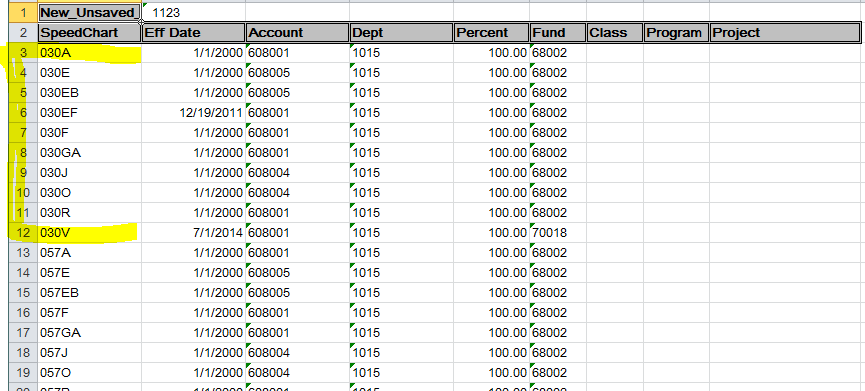 1 New_Unsaved_ 1123
2 SpeedChart Eff Date Account Dept Percent Fund Class Program Project
3 030A 1/1/2000 608001 1015 100.00 68002
4 030E 1/1/2000 608005 1015 100.00 68002
5 030EB 1/1/2000 608005 1015 100.00 68002
6 030EF 12/19/2011 608001 1015 100.00 68002
7 030F 1/1/2000 608001 1015 100.00 68002
8 030GA 1/1/2000 608001 1015 100.00 68002
9 030J 1/1/2000 608004 1015 100.00 68002
10 030O 1/1/2000 608004 1015 100.00 68002
11 030R 1/1/2000 608001 1015 100.00 68002
12 030V 7/1/2014 608001 1015 100.00 70018
13 057A 1/1/2000 608001 1015 100.00 68002
14 057E 1/1/2000 608005 1015 100.00 68002
15 057EB 1/1/2000 608005 1015 100.00 68002
16 057F 1/1/2000 608001 1015 100.00 68002
17 057GA 1/1/2000 608001 1015 100.00 68002
18 057J 1/1/2000 608004 1015 100.00 68002
19 057O 1/1/2000 608004 1015 100.00 68002